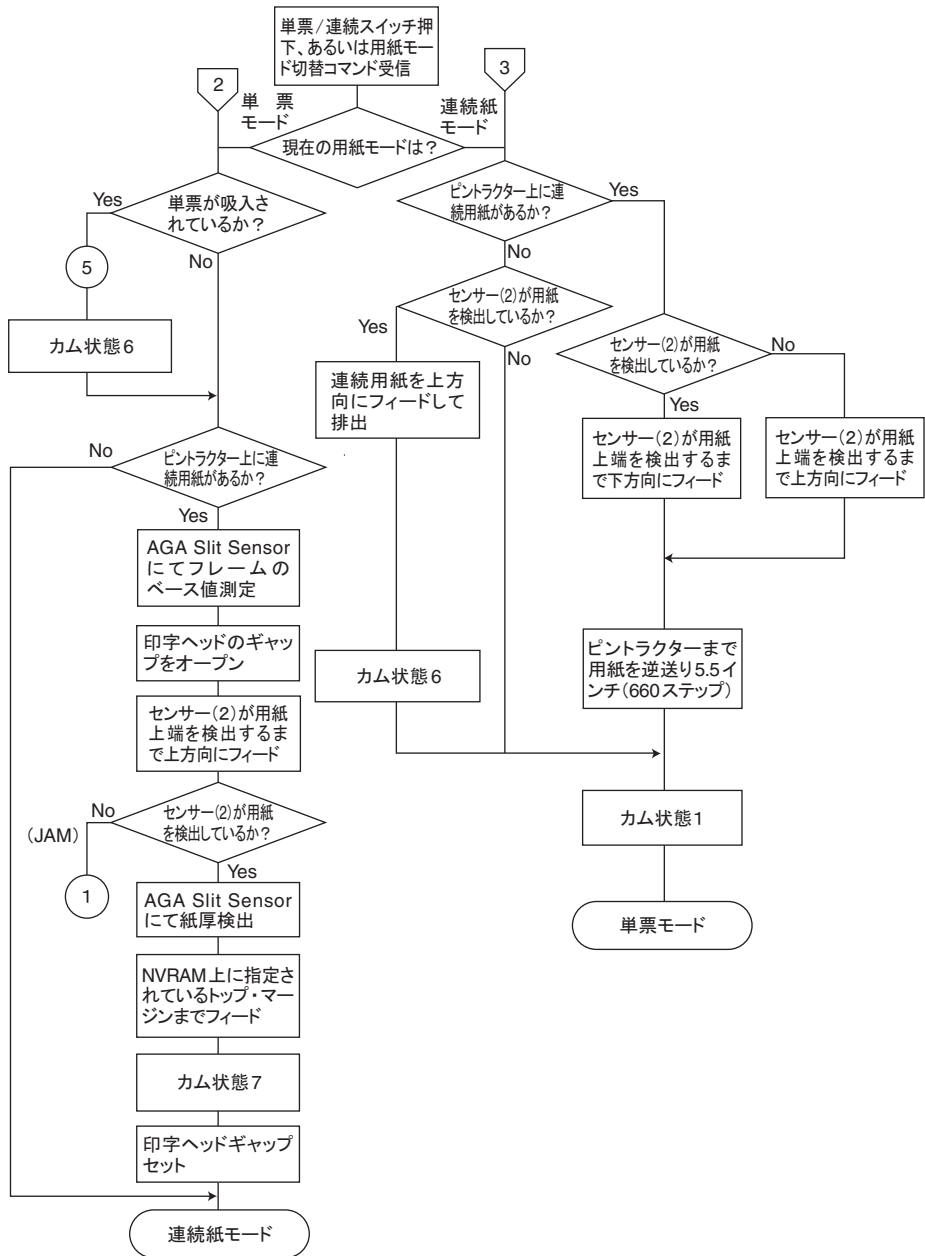 単票/連続スイッチ押
下、あるいは用紙モー
ド切替コマンド受信
2
3
単 票
モード
連続紙
モード
現在の用紙モードは？
Yes
単票が吸入さ
れているか？
No
5
カム状態6
ピントラクター上に連
続用紙があるか？
Yes
No
センサー(2)が用紙
を検出しているか？
Yes
No
連続用紙を上方
向にフィードして
排出
カム状態6
センサー(2)が用紙
を検出しているか？
No
Yes
センサー(2)が用紙
上端を検出するま
で下方向にフィード
センサー(2)が用紙
上端を検出するま
で上方向にフィード
ピントラクターまで
用紙を逆送り5.5イ
ンチ(660ステップ)
カム状態1
単票モード
No
ピントラクター上に連
続用紙があるか？
Yes
AGA Slit Sensor
にてフレームの
ベース値測定
印字ヘッドのギャッ
プをオープン
センサー(2)が用紙
上端を検出するま
で上方向にフィード
No
(JAM)
センサー(2)が用紙
を検出しているか？
Yes
1
AGA Slit Sensor
にて紙厚検出
NVRAM上に指定さ
れているトップ・マー
ジンまでフィード
カム状態7
印字ヘッドギャップ
セット
連続紙モード